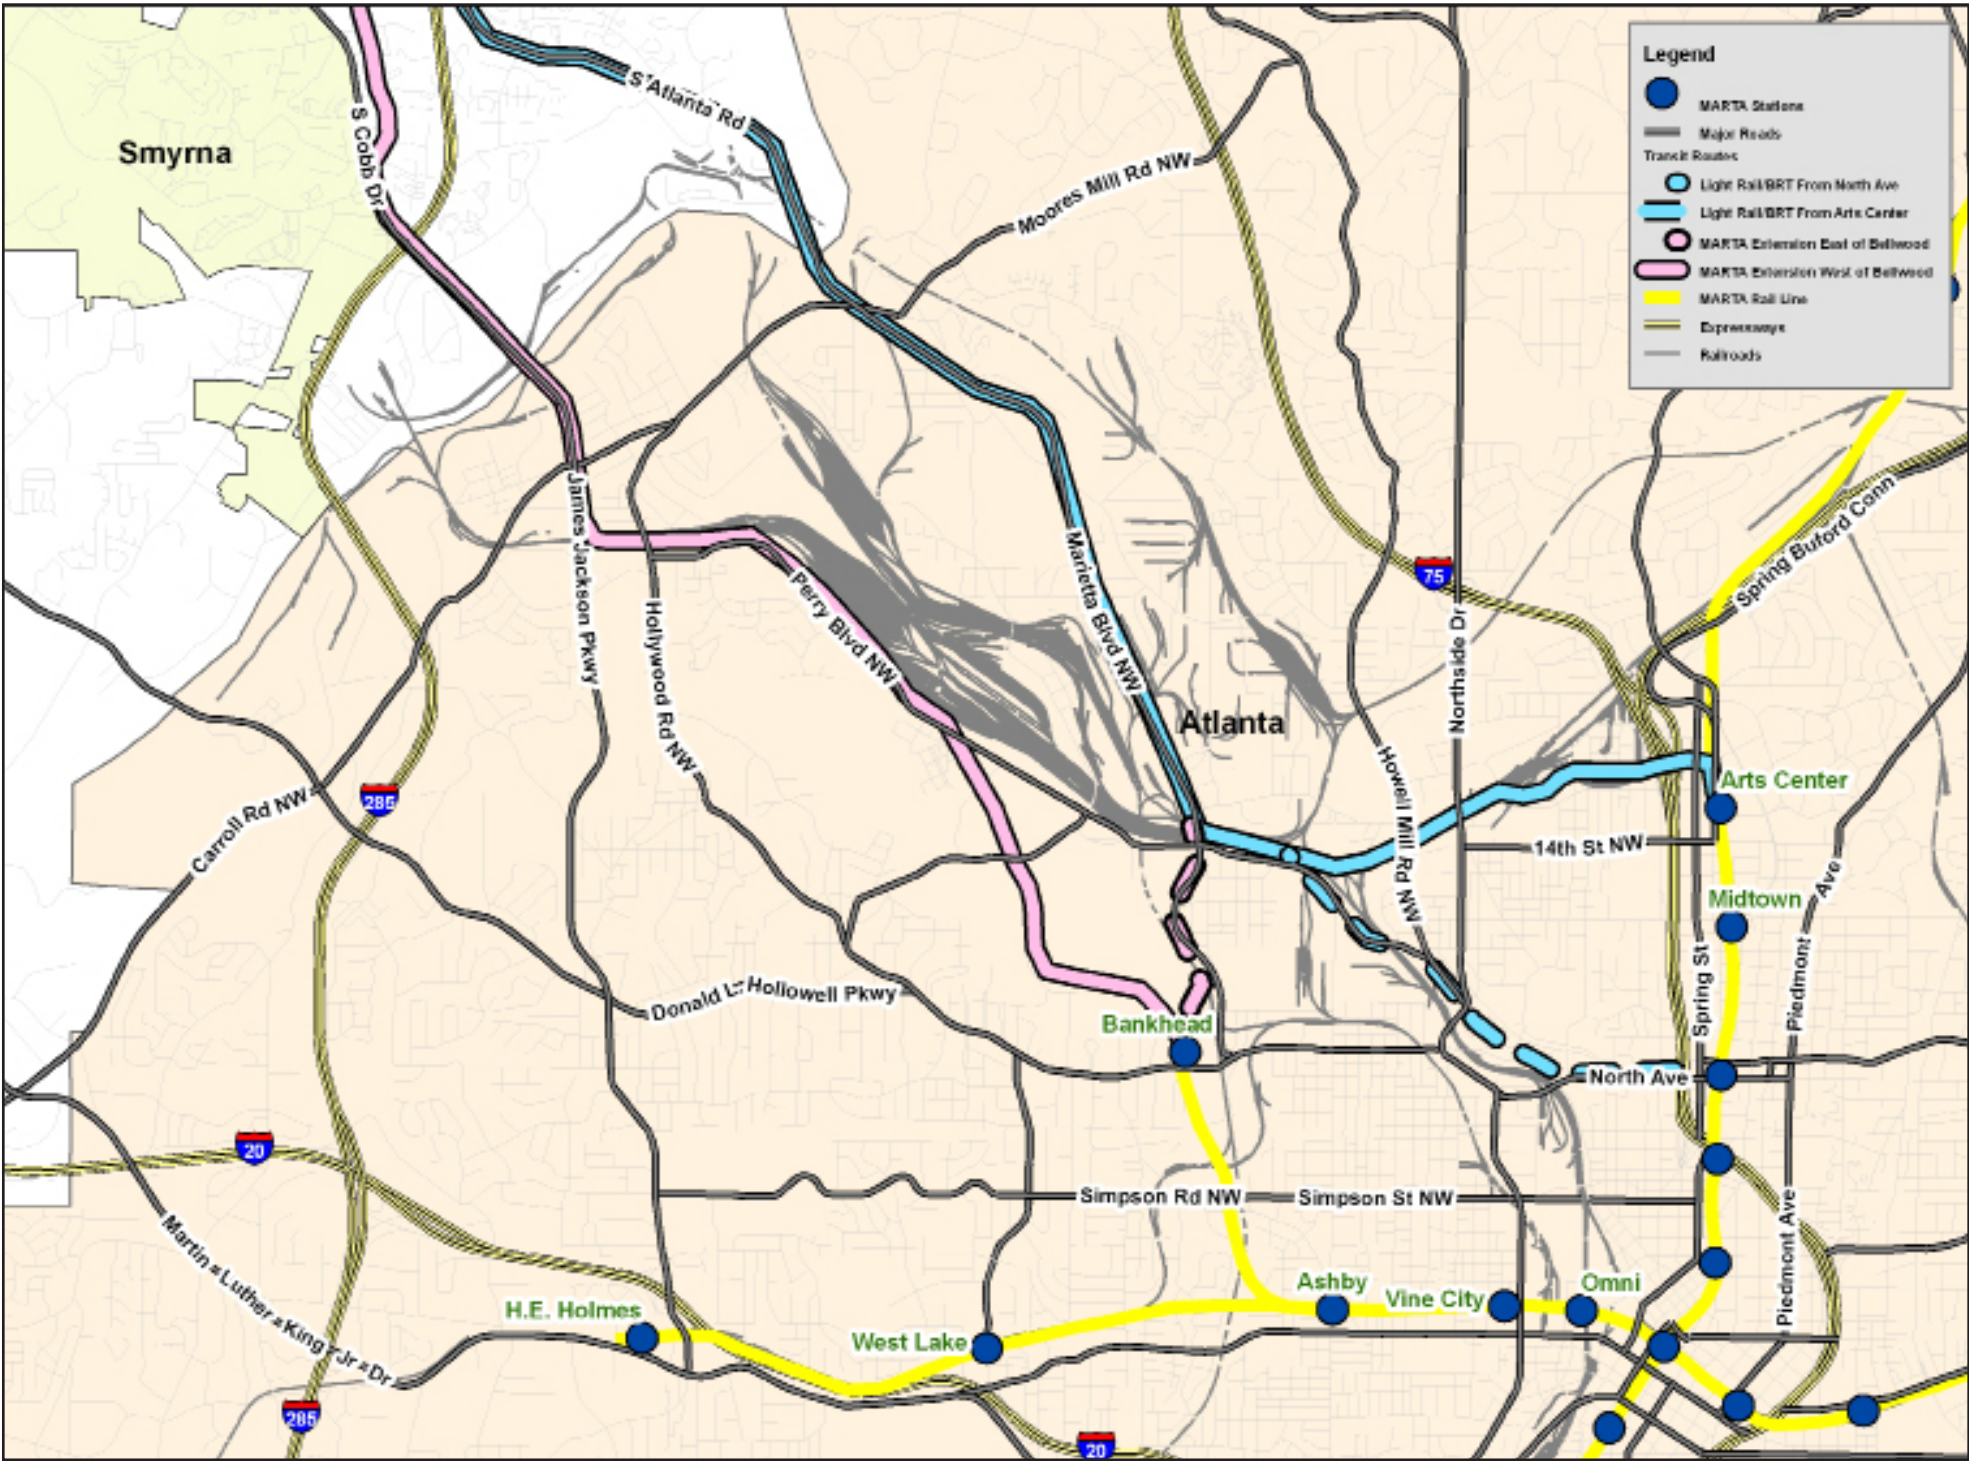 Legend
MARTA Stations
Major Roads
Transit Routes
Light Rail/BRT From North Ave
Light Rail/BRT From Arts Center
MARTA Extension East of Bellwood
MARTA Extension West of Bellwood
MARTA Rail Line
Expressways
Railroads
S Atlanta Rd
S Cobb Dr
Smyrna
Moores Mill Rd NW
James Jackson Pkwy
Marietta Blvd NW
Spring Buford Conn
75
Perry Blvd NW
Hollywood Rd NW
Northside Dr
Atlanta
Howell Mill Rd NW
Arts Center
285
Carroll Rd NW
14th St NW
Midtown
Piedmont Ave
Spring St
Donald L Hollowell Pkwy
Bankhead
North Ave
20
Simpson Rd NW
Simpson St NW
Piedmont Ave
Martin Luther King Jr Dr
H.E. Holmes
West Lake
Ashby
Vine City
Omni
285
20